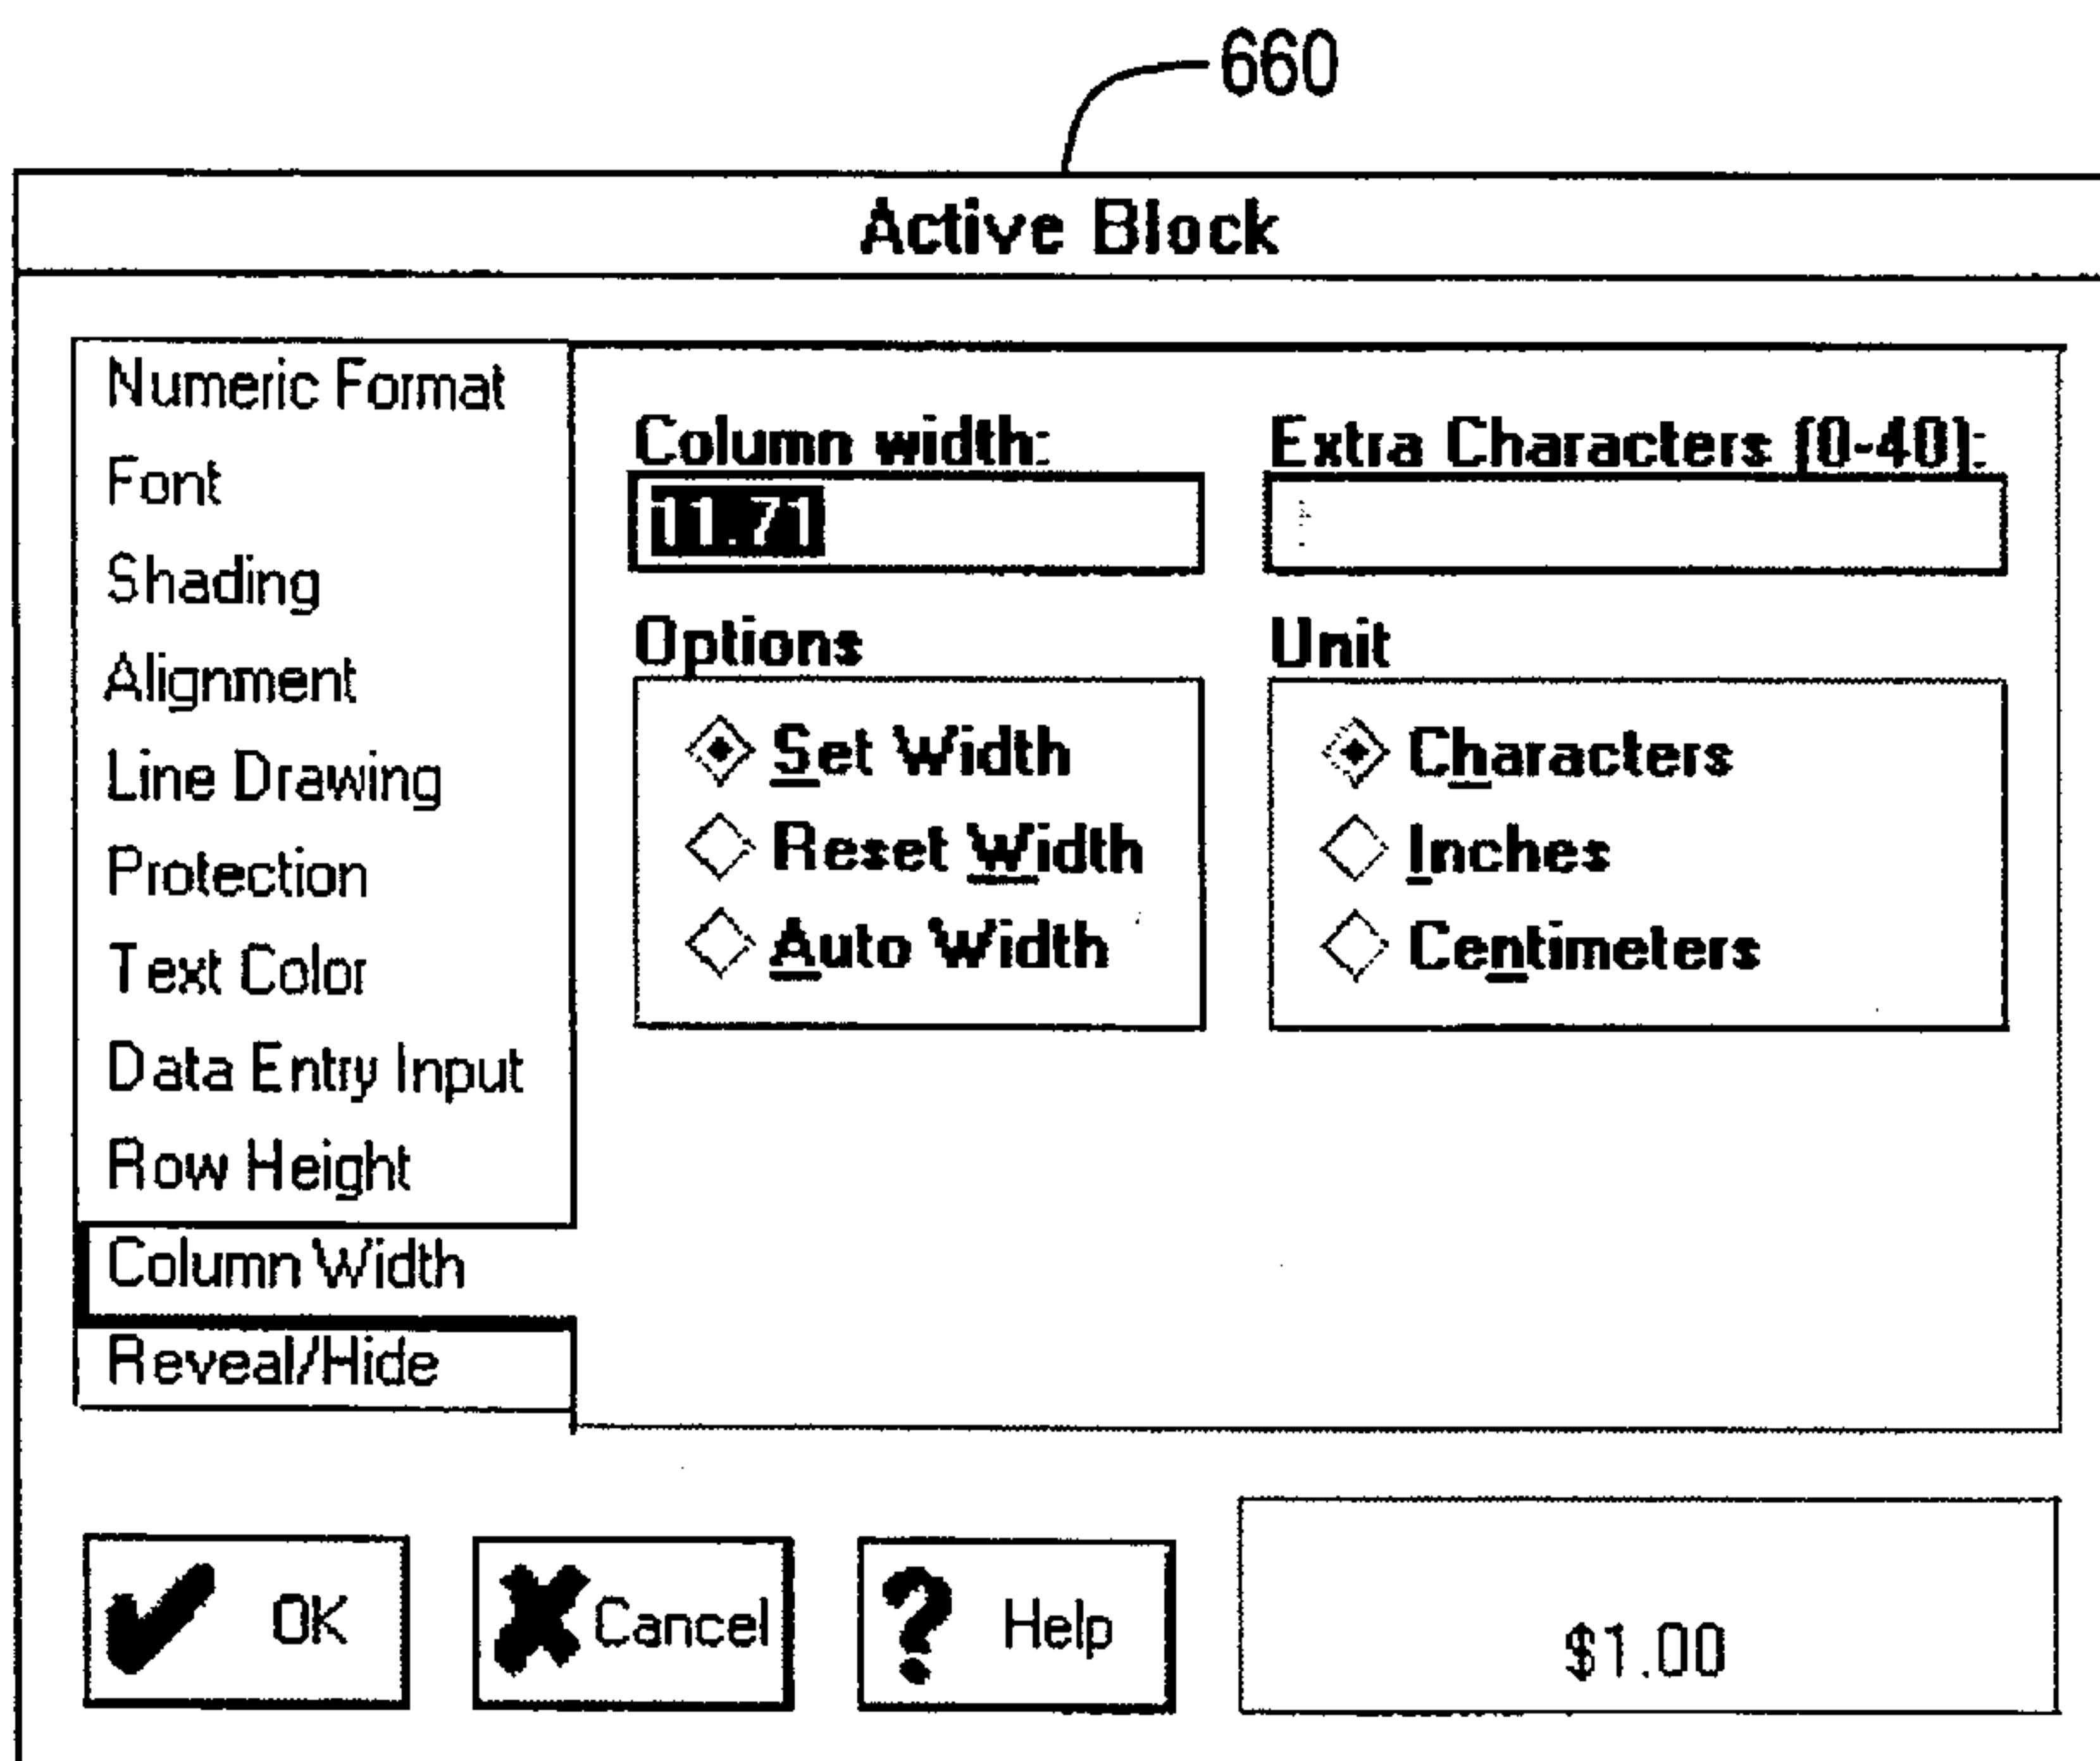 660
Active Block
Numeric Format
Font
Shading
Alignment
Line Drawing
Protection
Text Color
Data Entry Input
Row Height
Column Width
Reveal/Hide
Column width:
11.71
Extra Characters [0-40]:
Options
Set Width
Reset Width
Auto Width
Unit
Characters
Inches
Centimeters
OK
Cancel
Help
$1.00